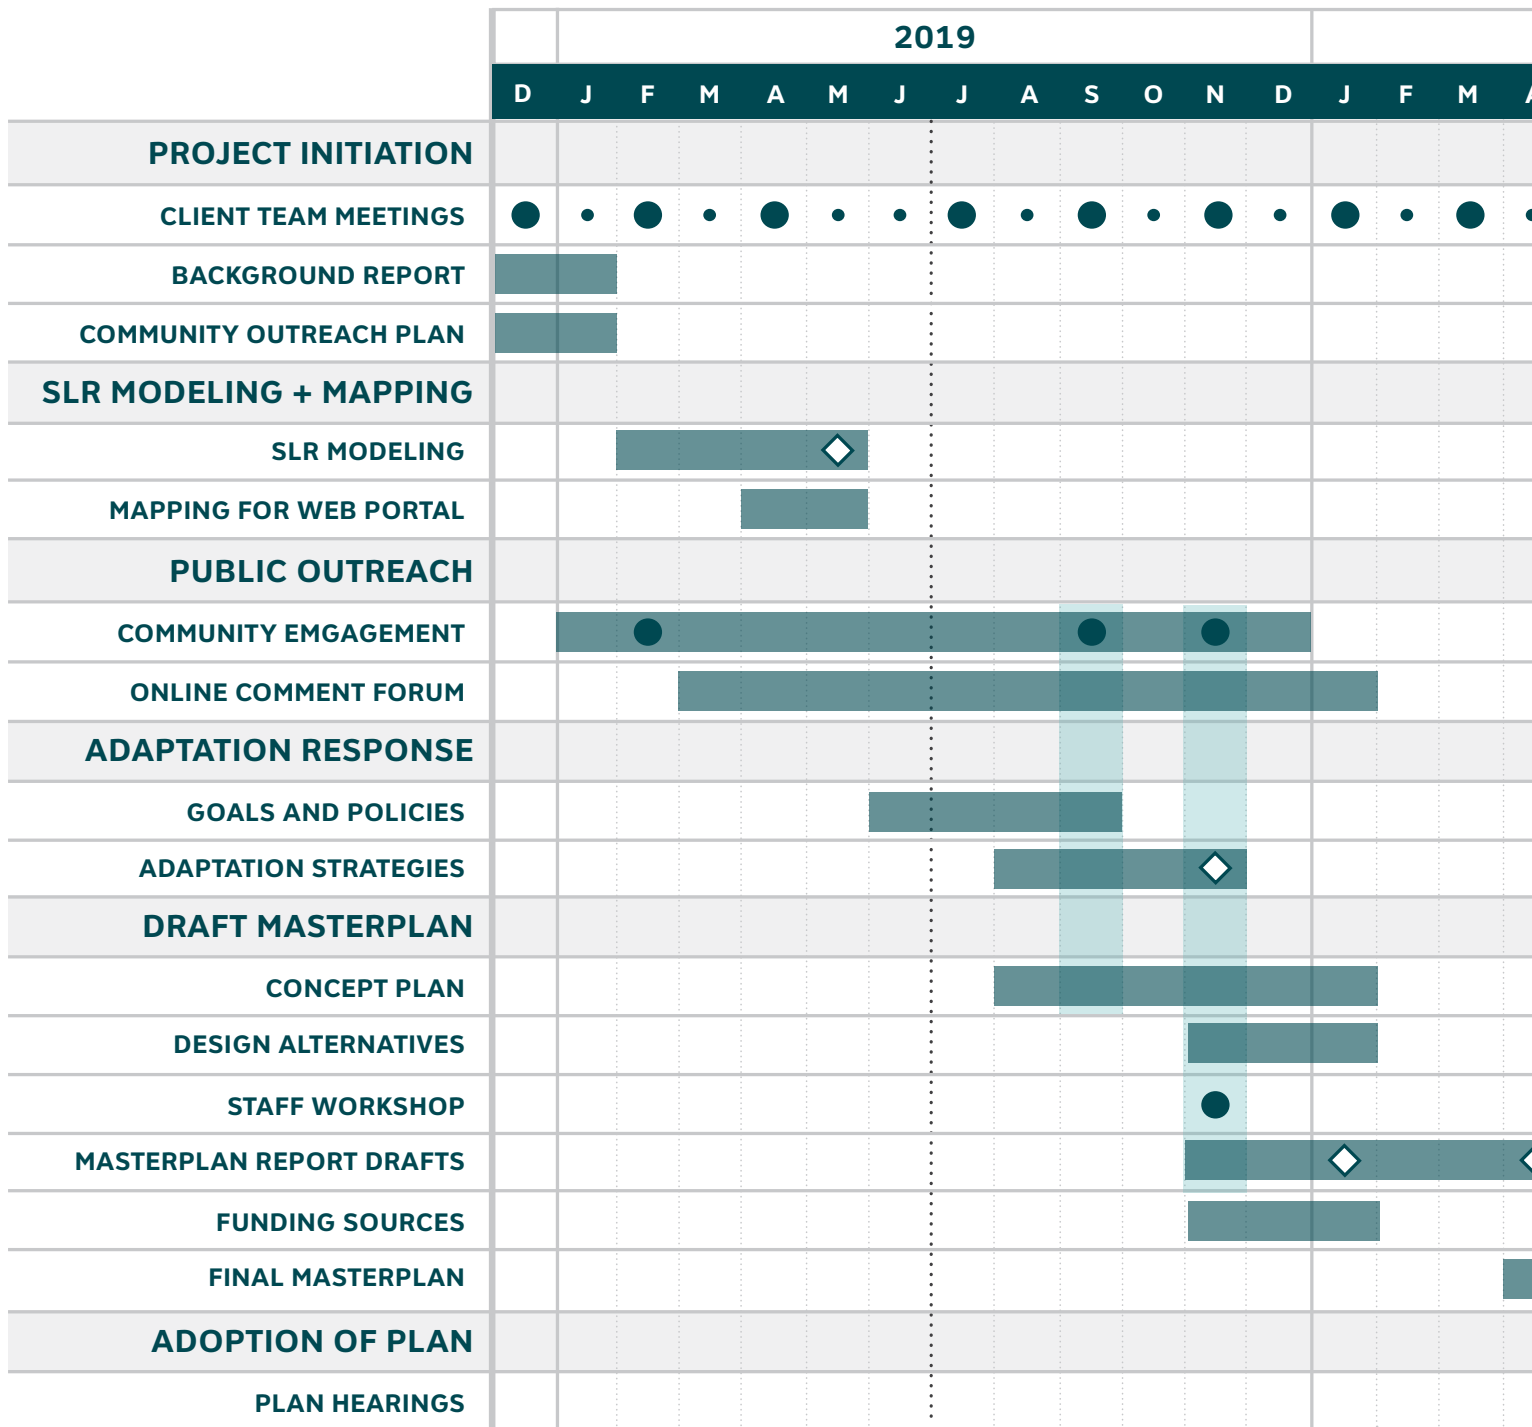 2019
D J F M A M J J A S O N D J F M A
PROJECT INITIATION
CLIENT TEAM MEETINGS
BACKGROUND REPORT
COMMUNITY OUTREACH PLAN
SLR MODELING + MAPPING
SLR MODELING
MAPPING FOR WEB PORTAL
PUBLIC OUTREACH
COMMUNITY EMGAGEMENT
ONLINE COMMENT FORUM
ADAPTATION RESPONSE
GOALS AND POLICIES
ADAPTATION STRATEGIES
DRAFT MASTERPLAN
CONCEPT PLAN
DESIGN ALTERNATIVES
STAFF WORKSHOP
MASTERPLAN REPORT DRAFTS
FUNDING SOURCES
FINAL MASTERPLAN
ADOPTION OF PLAN
PLAN HEARINGS